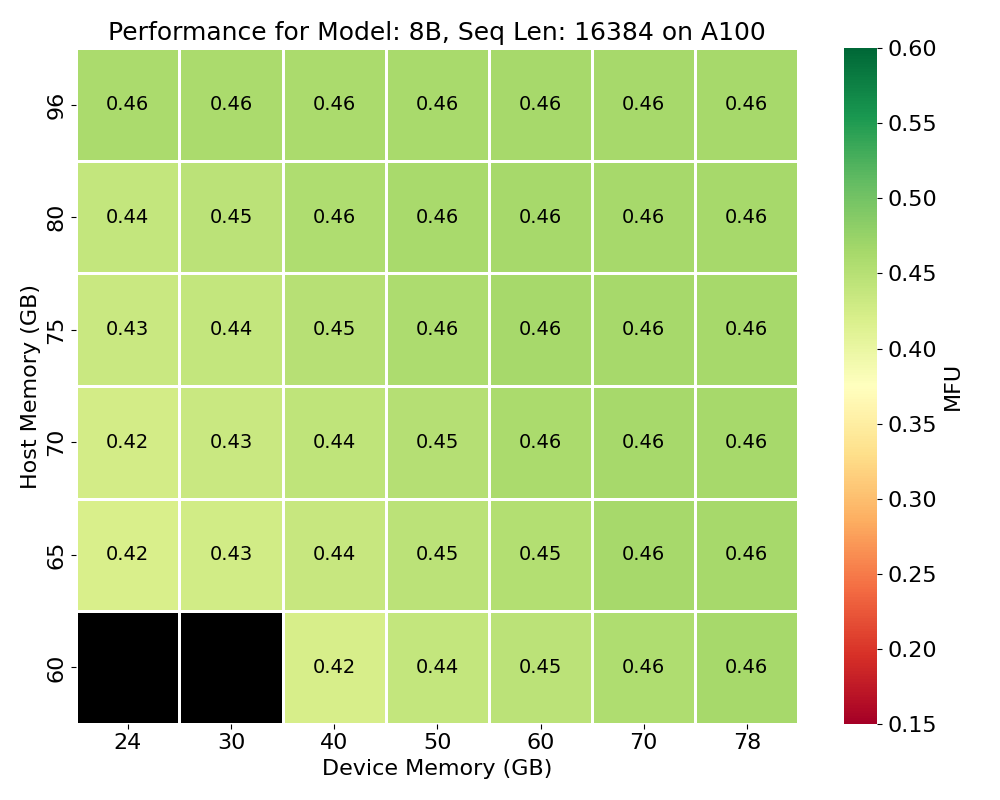 Performance for Model: 8B, Seq Len: 16384 on A100
Host Memory (GB)
96 0.46 0.46 0.46 0.46 0.46 0.46 0.46
80 0.44 0.45 0.46 0.46 0.46 0.46 0.46
75 0.43 0.44 0.45 0.46 0.46 0.46 0.46
70 0.42 0.43 0.44 0.45 0.46 0.46 0.46
65 0.42 0.43 0.44 0.45 0.45 0.46 0.46
60 0.42 0.44 0.45 0.46 0.46
24 30 40 50 60 70 78
Device Memory (GB)
0.60
0.55
0.50
0.45
0.40
0.35
0.30
0.25
0.20
0.15
MFU